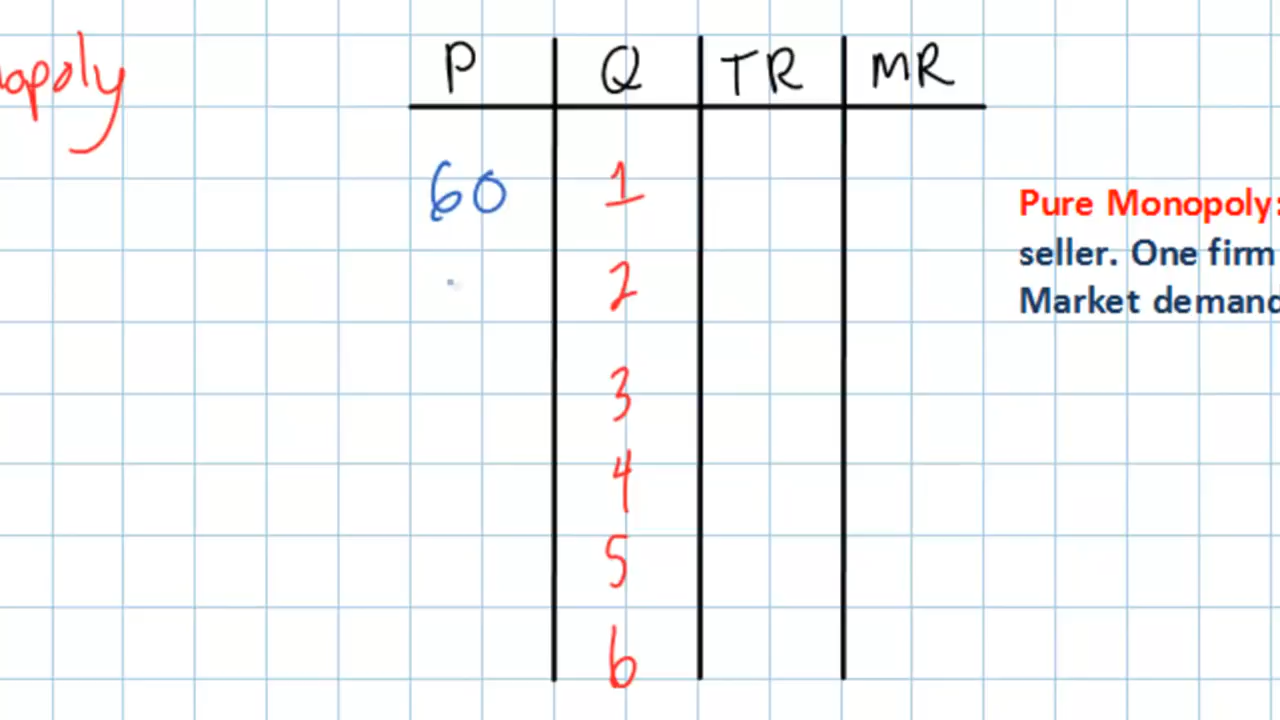 opoly
P Q TR MR
60 1
2
3
4
5
6
Pure Monopoly:
seller. One firm
Market demand